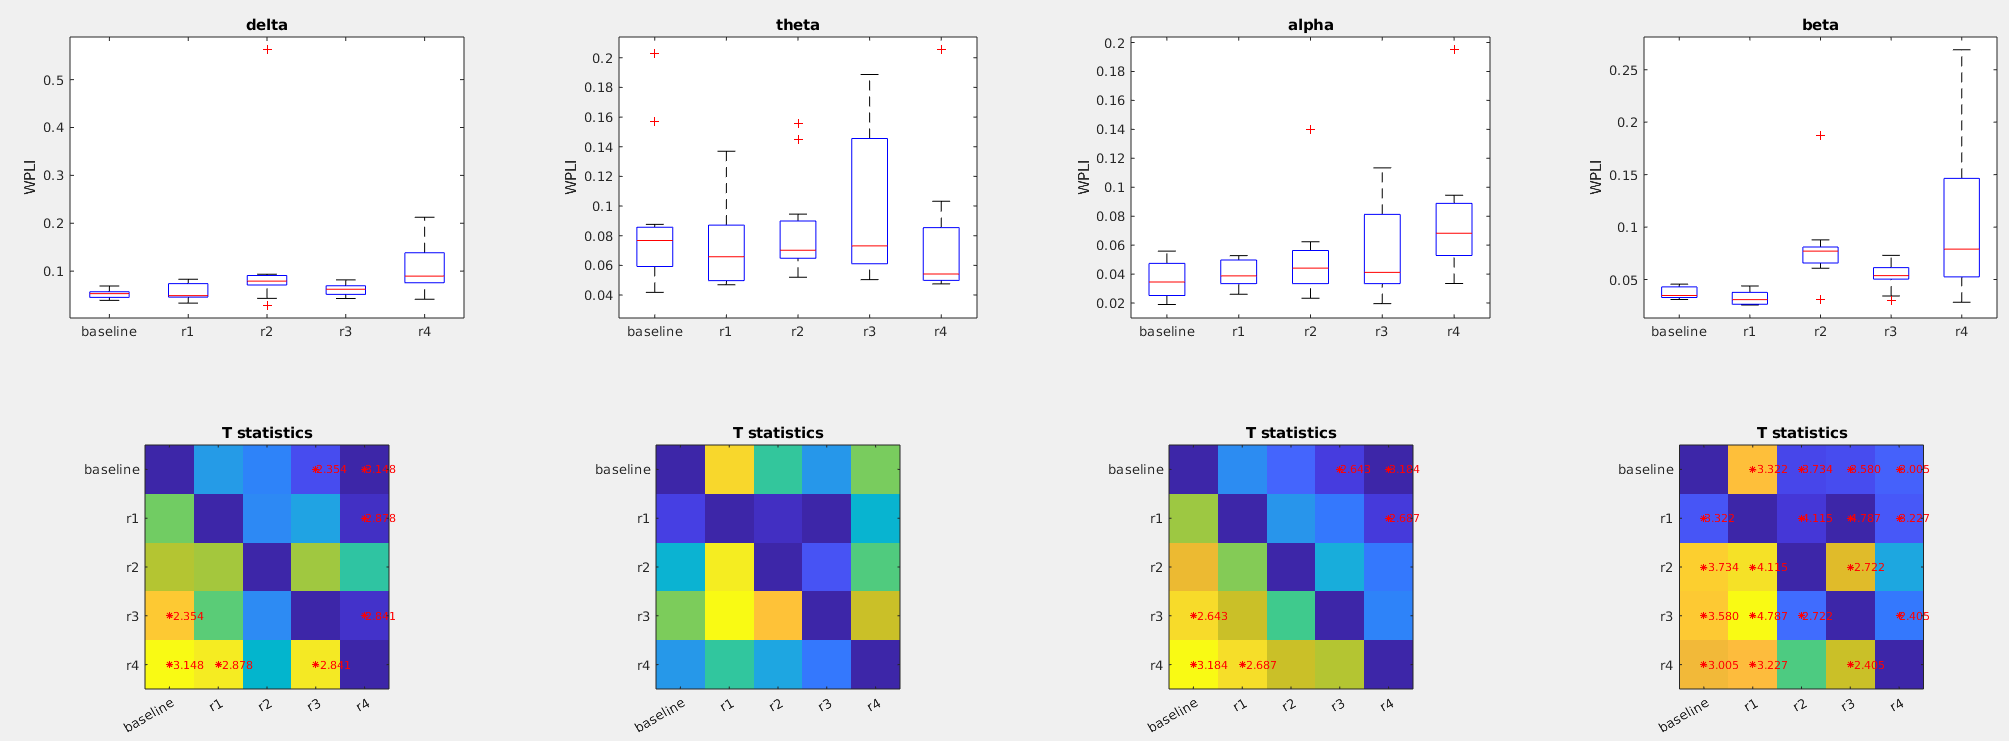 delta
theta
alpha
beta
WPLI
0.5
0.4
0.3
0.2
0.1
baseline r1 r2 r3 r4
WPLI
0.2
0.18
0.16
0.14
0.12
0.1
0.08
0.06
0.04
baseline r1 r2 r3 r4
WPLI
0.2
0.18
0.16
0.14
0.12
0.1
0.08
0.06
0.04
0.02
baseline r1 r2 r3 r4
WPLI
0.25
0.2
0.15
0.1
0.05
baseline r1 r2 r3 r4
T statistics
baseline
r1
r2
r3 *2.354
r4 *3.148 *2.878 *2.841
baseline r1 r2 r3 r4
T statistics
baseline
r1
r2
r3
r4
baseline r1 r2 r3 r4
T statistics
baseline
r1
r2
r3 *2.643
r4 *3.184 *2.687
baseline r1 r2 r3 r4
T statistics
baseline
r1
r2 *3.734 *4.115 *2.722
r3 *3.580 *4.787
r4 *3.005 *3.227 *2.405
baseline r1 r2 r3 r4